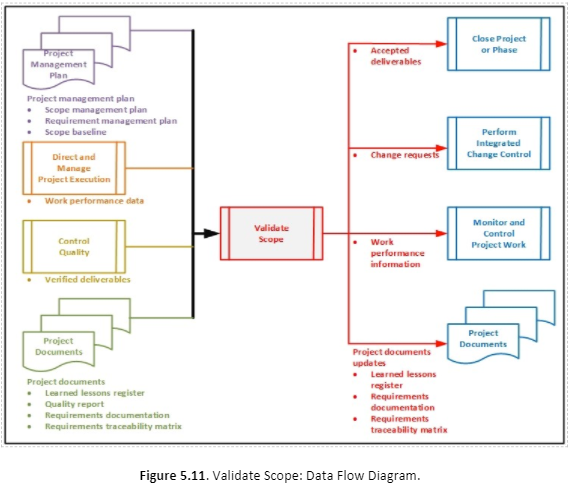 Project
Management
Plan
Project management plan
• Scope management plan
• Requirement management plan
• Scope baseline
Direct and
Manage
Project Execution
• Work performance data
Control
Quality
• Verified deliverables
Project
Documents
Project documents
• Learned lessons register
• Quality report
• Requirements documentation
• Requirements traceability matrix
Validate
Scope
• Accepted
deliverables
• Change requests
• Work
performance
information
Project documents
updates
• Learned lessons
register
• Requirements
documentation
• Requirements
traceability matrix
Close Project
or Phase
Perform
Integrated
Change Control
Monitor and
Control
Project Work
Project
Documents
Figure 5.11. Validate Scope: Data Flow Diagram.